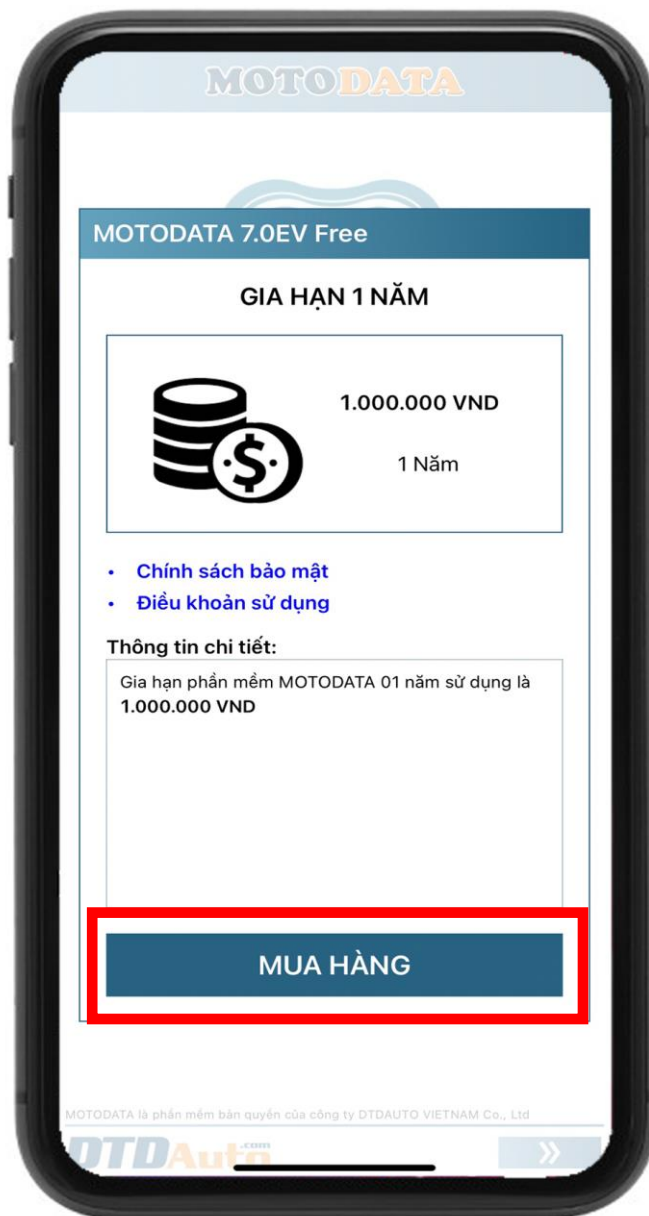 MOTODATA
MOTODATA 7.0EV Free
GIA HẠN 1 NĂM
1.000.000 VND
1 Năm
$
• Chính sách bảo mật
• Điều khoản sử dụng
Thông tin chi tiết:
Gia hạn phần mềm MOTODATA 01 năm sử dụng là
1.000.000 VND
MUA HÀNG
MOTODATA là phần mềm bản quyền của công ty DTDAUTO VIETNAM Co., Ltd
DTDAuto.com
»